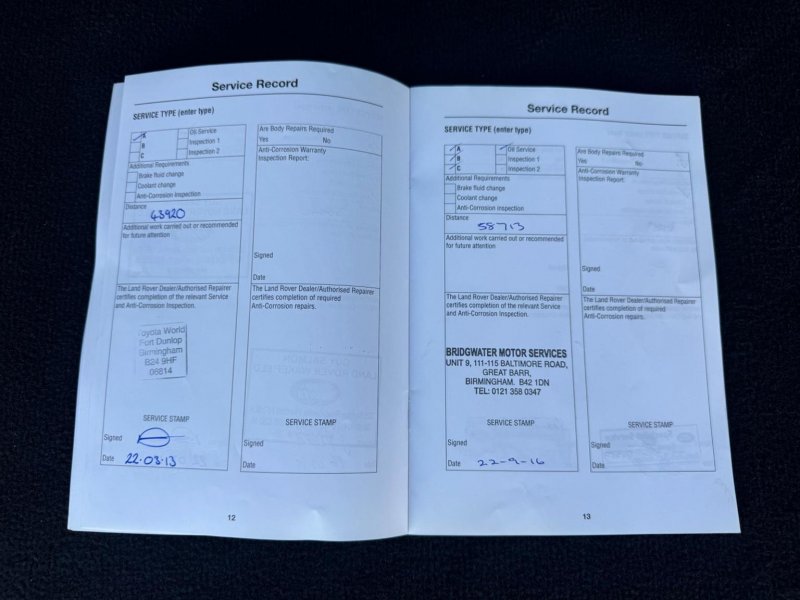 Service Record
SERVICE TYPE (enter type)
A
B
C
Oil Service
Inspection 1
Inspection 2
Additional Requirements
Brake fluid change
Coolant change
Anti-Corrosion inspection
Distance
43920
Additional work carried out or recommended
for future attention
The Land Rover Dealer/Authorised Repairer
certifies completion of the relevant Service
and Anti-Corrosion Inspection.
Toyota World
Fort Dunlop
Birmingham
B24 9HF
08814
SERVICE STAMP
Signed
Date 22.03.13
Are Body Repairs Required
Yes No
Anti-Corrosion Warranty
Inspection Report:
Signed
Date
The Land Rover Dealer/Authorised Repairer
certifies completion of required
Anti-Corrosion repairs.
SERVICE STAMP
Signed
Date
12
Service Record
SERVICE TYPE (enter type)
A
B
C
Oil Service
Inspection 1
Inspection 2
Additional Requirements
Brake fluid change
Coolant change
Anti-Corrosion inspection
Distance
58713
Additional work carried out or recommended
for future attention
The Land Rover Dealer/Authorised Repairer
certifies completion of the relevant Service
and Anti-Corrosion Inspection.
BRIDGWATER MOTOR SERVICES
UNIT 9, 111-115 BALTIMORE ROAD,
GREAT BARR,
BIRMINGHAM. B42 1DN
TEL: 0121 358 0347
SERVICE STAMP
Signed
Date 22-9-16
Are Body Repairs Required
Yes No
Anti-Corrosion Warranty
Inspection Report:
Signed
Date
The Land Rover Dealer/Authorised Repairer
certifies completion of required
Anti-Corrosion repairs.
SERVICE STAMP
Signed
Date
13